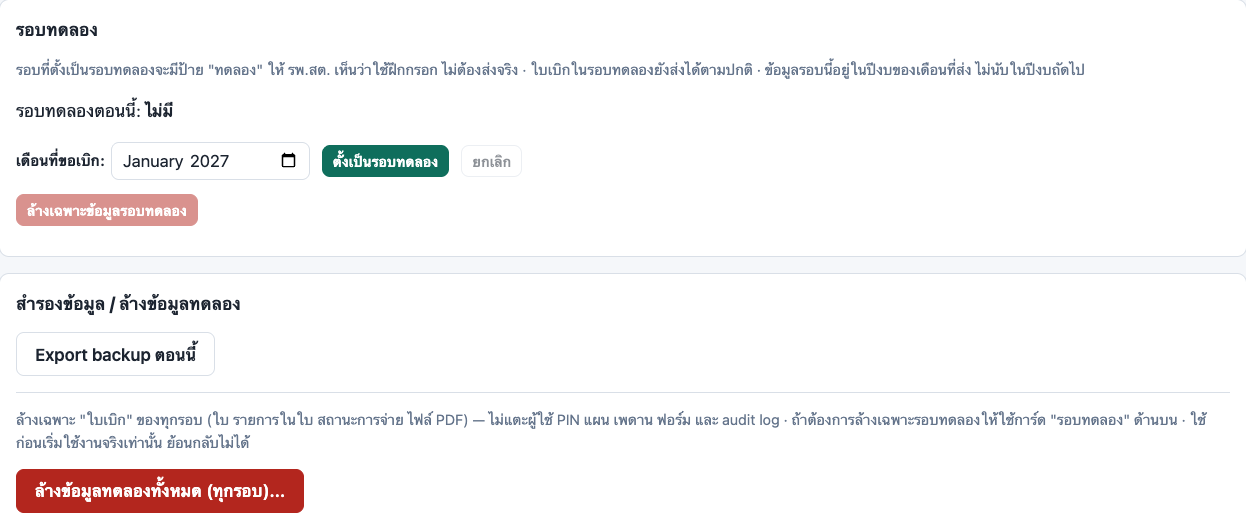 รอบทดลอง
รอบที่ตั้งเป็นรอบทดลองจะมีป้าย "ทดลอง" ให้ รพ.สต. เห็นว่าใช้ฝึกกรอก ไม่ต้องส่งจริง · ใบเบิกในรอบทดลองยังส่งได้ตามปกติ · ข้อมูลรอบนี้อยู่ในปีงบของเดือนที่ส่ง ไม่นับในปีงบถัดไป
รอบทดลองตอนนี้: ไม่มี
เดือนที่ขอเบิก: January 2027 ตั้งเป็นรอบทดลอง ยกเลิก
ล้างเฉพาะข้อมูลรอบทดลอง
สำรองข้อมูล / ล้างข้อมูลทดลอง
Export backup ตอนนี้
ล้างเฉพาะ "ใบเบิก" ของทุกรอบ (ใบ รายการในใบ สถานะการจ่าย ไฟล์ PDF) — ไม่แตะผู้ใช้ PIN แผน เพดาน ฟอร์ม และ audit log · ถ้าต้องการล้างเฉพาะรอบทดลองให้ใช้การ์ด "รอบทดลอง" ด้านบน · ใช้
ก่อนเริ่มใช้งานจริงเท่านั้น ย้อนกลับไม่ได้
ล้างข้อมูลทดลองทั้งหมด (ทุกรอบ)...